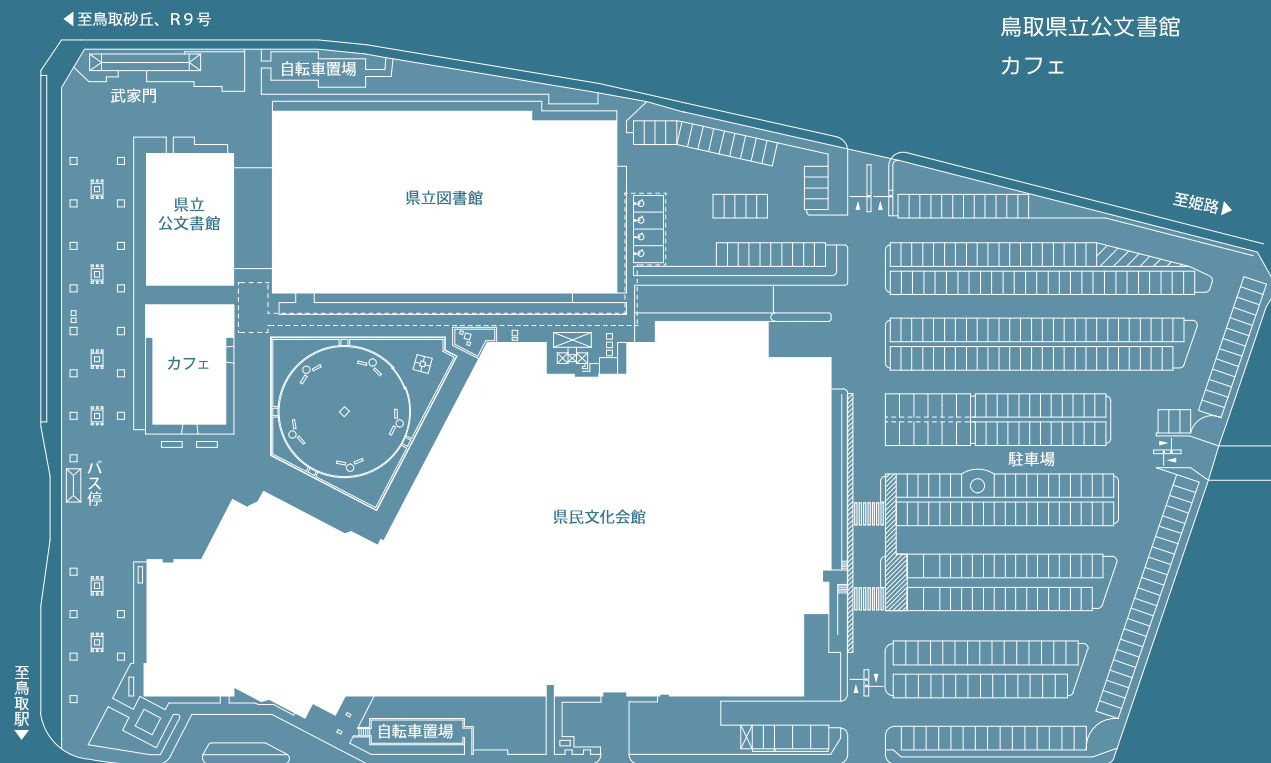 ◀至鳥取砂丘、R9号
鳥取県立公文書館
カフェ
自転車置場
武家門
県立図書館
県立
公文書館
至姫路▶
カフェ
駐車場
バス停
県民文化会館
至鳥取駅▼
自転車置場